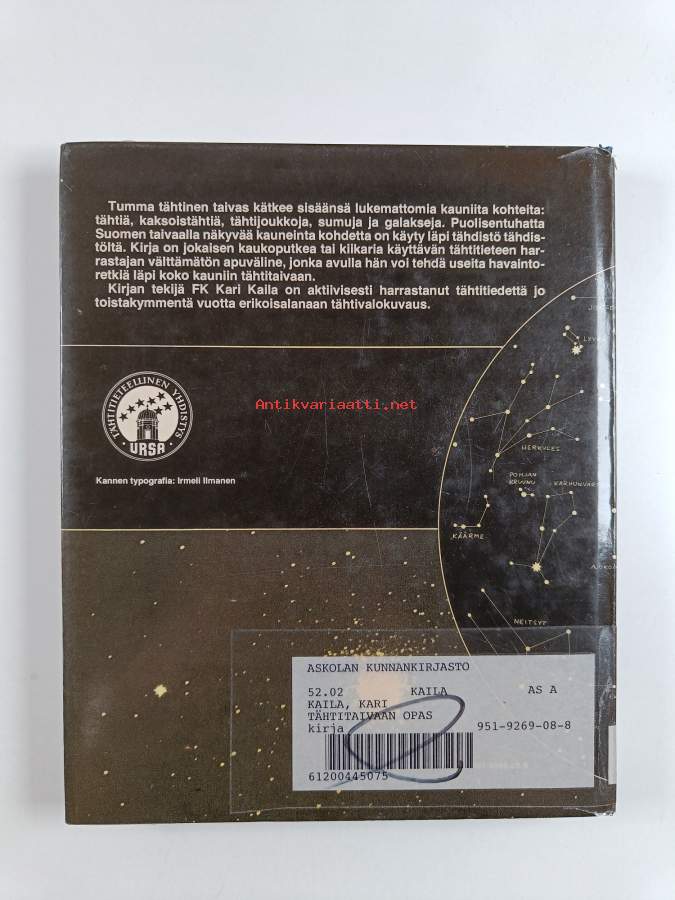 Tumma tähtinen taivas kätkee sisäänsä lukemattomia kauniita kohteita:
tähtiä, kaksoistähtiä, tähtijoukkoja, sumuja ja galakseja. Puolisentuhatta
Suomen taivaalla näkyvää kauneinta kohdetta on käyty läpi tähdistö tähdis-
töltä. Kirja on jokaisen kaukoputkea tai kiikaria käyttävän tähtitieteen har-
rastajan välttämätön apuväline, jonka avulla hän voi tehdä useita havainto-
retkiä läpi koko kauniin tähtitaivaan.
Kirjan tekijä FK Kari Kaila on aktiivisesti harrastanut tähtitiedettä jo
toistakymmentä vuotta erikoisalanaan tähtivalokuvaus.
TÄHTITIETEELLINEN YHDISTYS
URSA
Antikvariaatti.net
Kannen typografia: Irmeli Ilmanen
HERKULES
POHJAN
KRUUNU
KARHUNVAR
KÄÄRME
NEITSYT
ASKOLAN KUNNANKIRJASTO
52.02 KAILA AS A
KAILA, KARI
TÄHTITAIVAAN OPAS
kirja 951-9269-08-8
61200445075